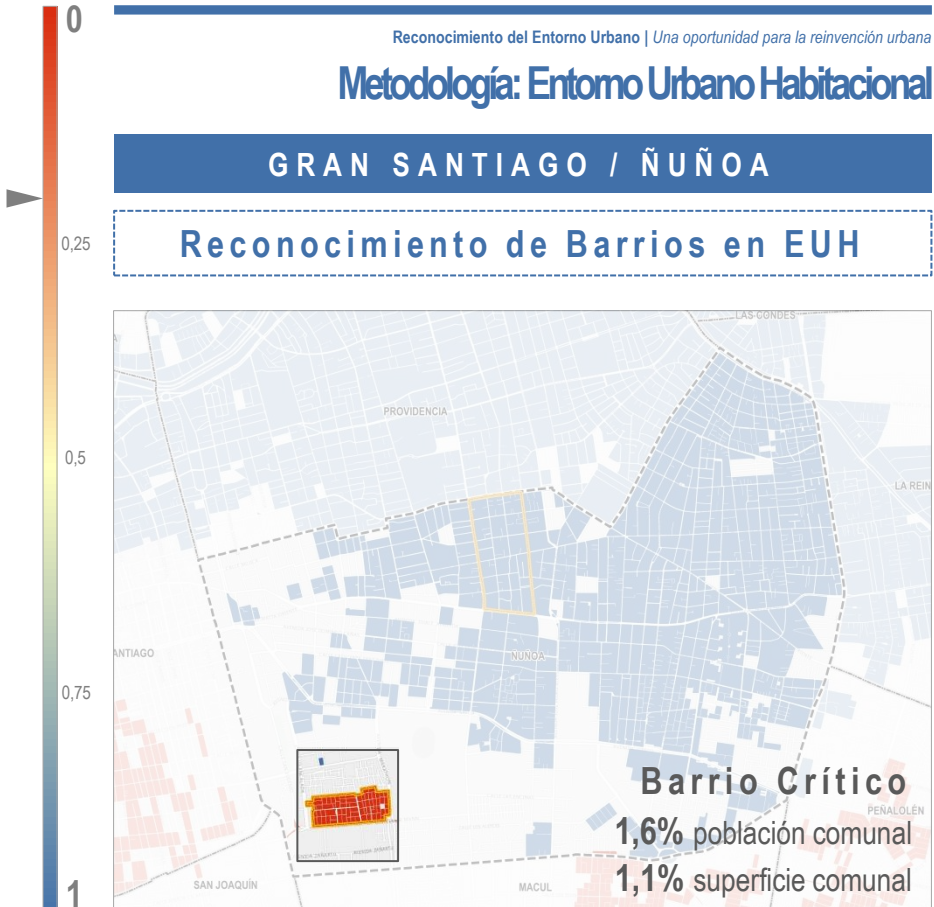 0
Reconocimiento del Entorno Urbano | Una oportunidad para la reinvención urbana
Metodología: Entorno Urbano Habitacional
GRAN SANTIAGO / ÑUÑOA
0,25
Reconocimiento de Barrios en EUH
LAS CONDES
PROVIDENCIA
0,5
LA REIN
ANTIAGO
ÑUÑOA
0,75
Barrio Crítico
PEÑALOLÉN
1,6% población comunal
1,1% superficie comunal
SAN JOAQUÍN
MACUL
1